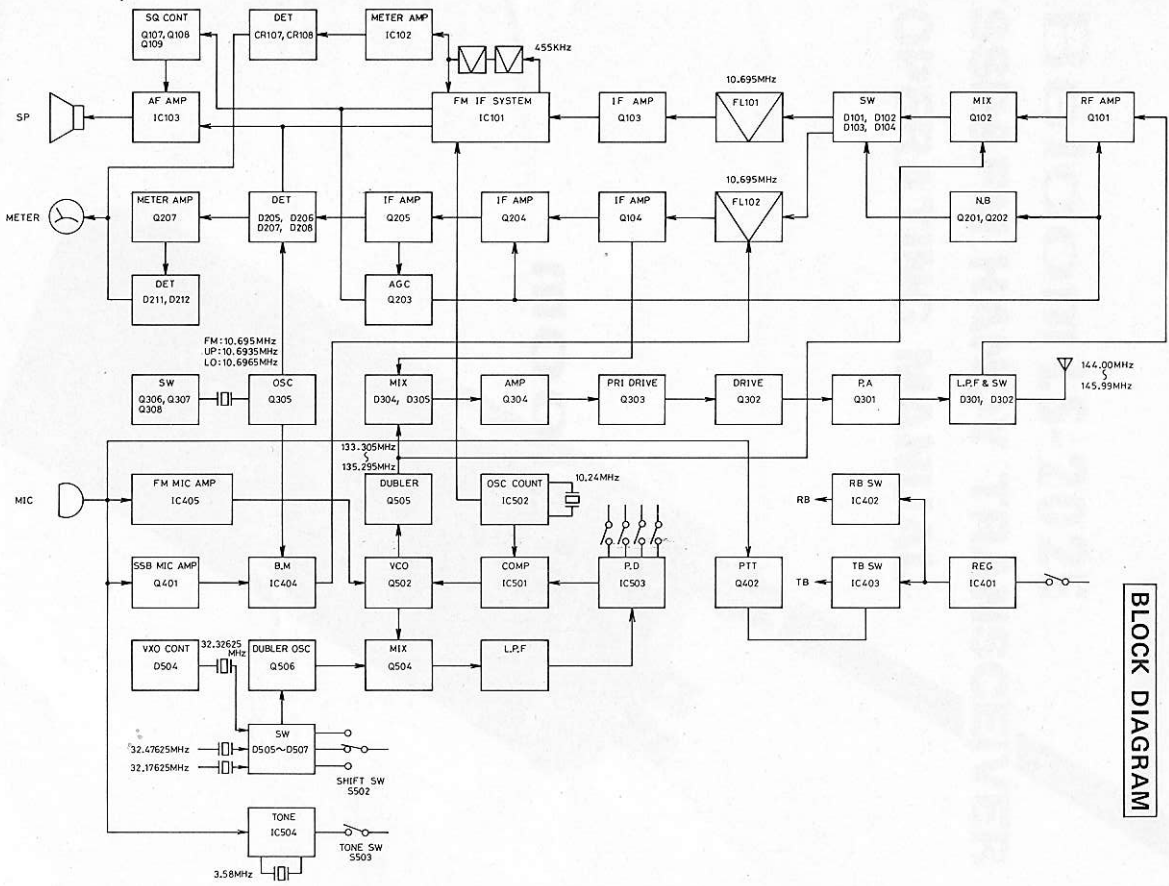 SQ CONT
Q107, Q108
Q109
DET
CR107, CR108
METER AMP
IC102
455KHz
SP
AF AMP
IC103
FM IF SYSTEM
IC101
IF AMP
Q103
10.695MHz
FL101
SW
D101, D102
D103, D104
MIX
Q102
RF AMP
Q101
METER
METER AMP
Q207
DET
D205, D206
D207, D208
IF AMP
Q205
IF AMP
Q204
IF AMP
Q104
10.695MHz
FL102
N.B
Q201, Q202
DET
D211, D212
AGC
Q203
FM:10.695MHz
UP:10.6935MHz
LO:10.6965MHz
SW
Q306, Q307
Q308
OSC
Q305
MIX
D304, D305
AMP
Q304
PRI DRIVE
Q303
DRIVE
Q302
P.A
Q301
L.P.F & SW
D301, D302
144.00MHz
~
145.99MHz
133.305MHz
~
135.295MHz
MIC
FM MIC AMP
IC405
DUBLER
Q505
OSC COUNT
IC502
10.24MHz
RB
RB SW
IC402
SSB MIC AMP
Q401
B.M
IC404
VCO
Q502
COMP
IC501
P.D
IC503
PTT
Q402
TB
TB SW
IC403
REG
IC401
VXO CONT
D504
32.32625
MHz
DUBLER OSC
Q506
MIX
Q504
L.P.F
32.47625MHz
32.17625MHz
SW
D505~D507
SHIFT SW
S502
TONE
IC504
TONE SW
S503
3.58MHz
BLOCK DIAGRAM